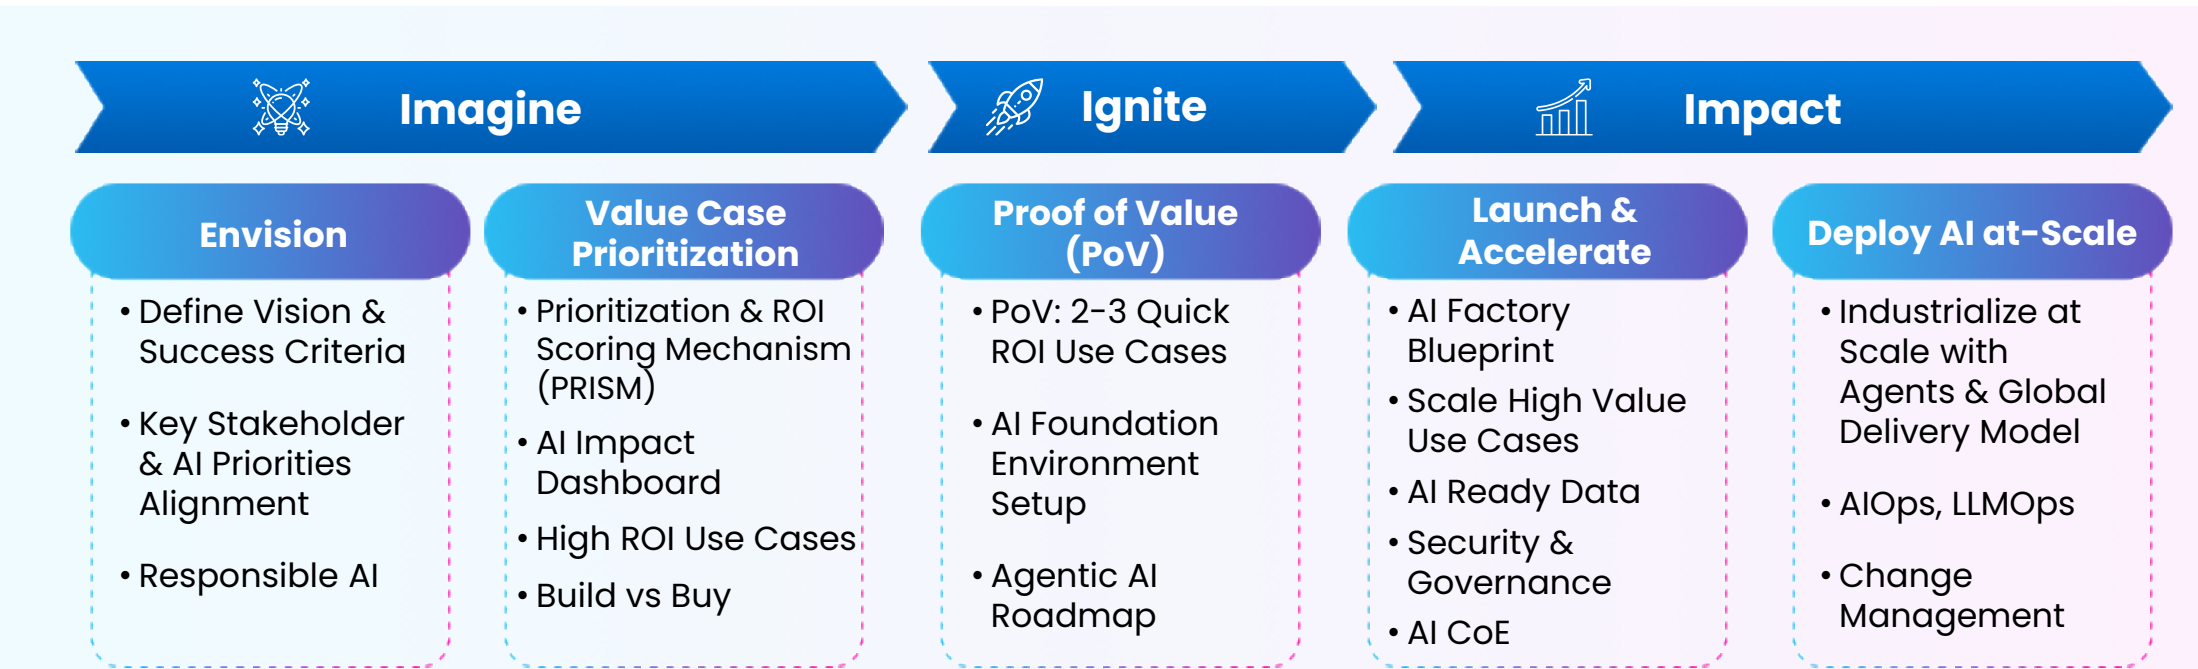 Imagine
Ignite
Impact
Envision
• Define Vision &
Success Criteria
• Key Stakeholder
& AI Priorities
Alignment
• Responsible AI
Value Case
Prioritization
• Prioritization & ROI
Scoring Mechanism
(PRISM)
• AI Impact
Dashboard
• High ROI Use Cases
• Build vs Buy
Proof of Value
(PoV)
• PoV: 2-3 Quick
ROI Use Cases
• AI Foundation
Environment
Setup
• Agentic AI
Roadmap
Launch &
Accelerate
• AI Factory
Blueprint
• Scale High Value
Use Cases
• AI Ready Data
• Security &
Governance
• AI CoE
Deploy AI at-Scale
• Industrialize at
Scale with
Agents & Global
Delivery Model
• AIOps, LLMOps
• Change
Management